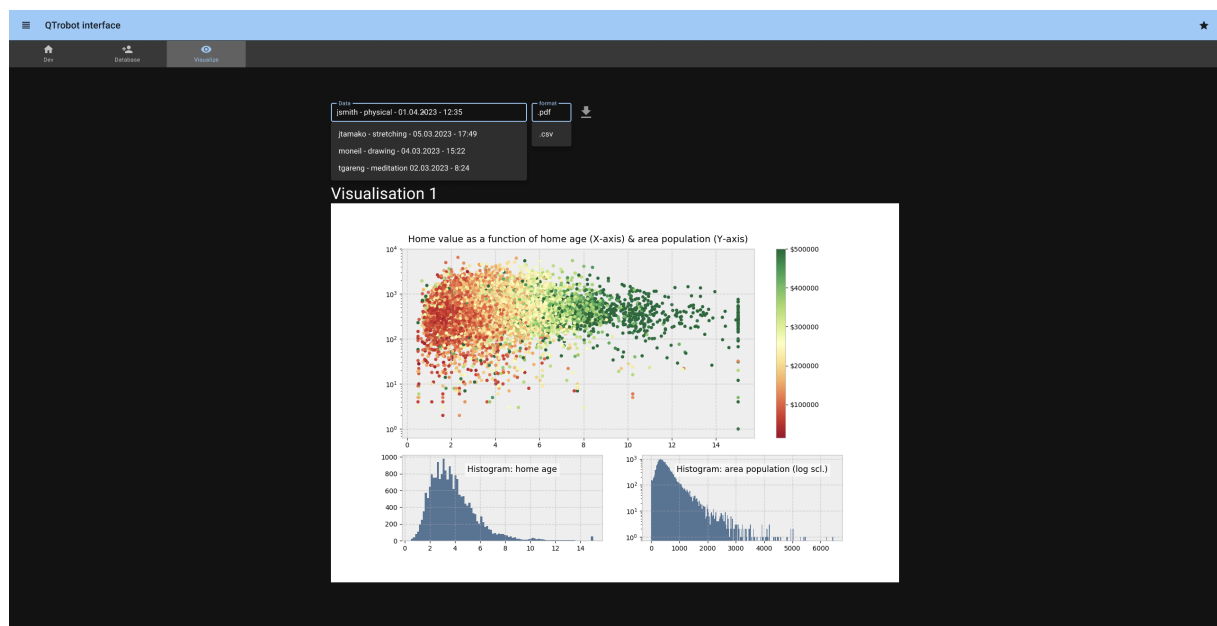 QTrobot interface
Dev
Database
Visualize
Data
format
jsmith - physical - 01.04.2023 - 12:35
.pdf
jtamako - stretching - 05.03.2023 - 17:49
.csv
moneil - drawing - 04.03.2023 - 15:22
tgareng - meditation 02.03.2023 - 8:24
Visualisation 1
Home value as a function of home age (X-axis) & area population (Y-axis)
10⁴
10³
10²
10¹
10⁰
0 2 4 6 8 10 12 14
$500000
$400000
$300000
$200000
$100000
Histogram: home age
1000
800
600
400
200
0
0 2 4 6 8 10 12 14
Histogram: area population (log scl.)
10³
10²
10¹
10⁰
0 1000 2000 3000 4000 5000 6000